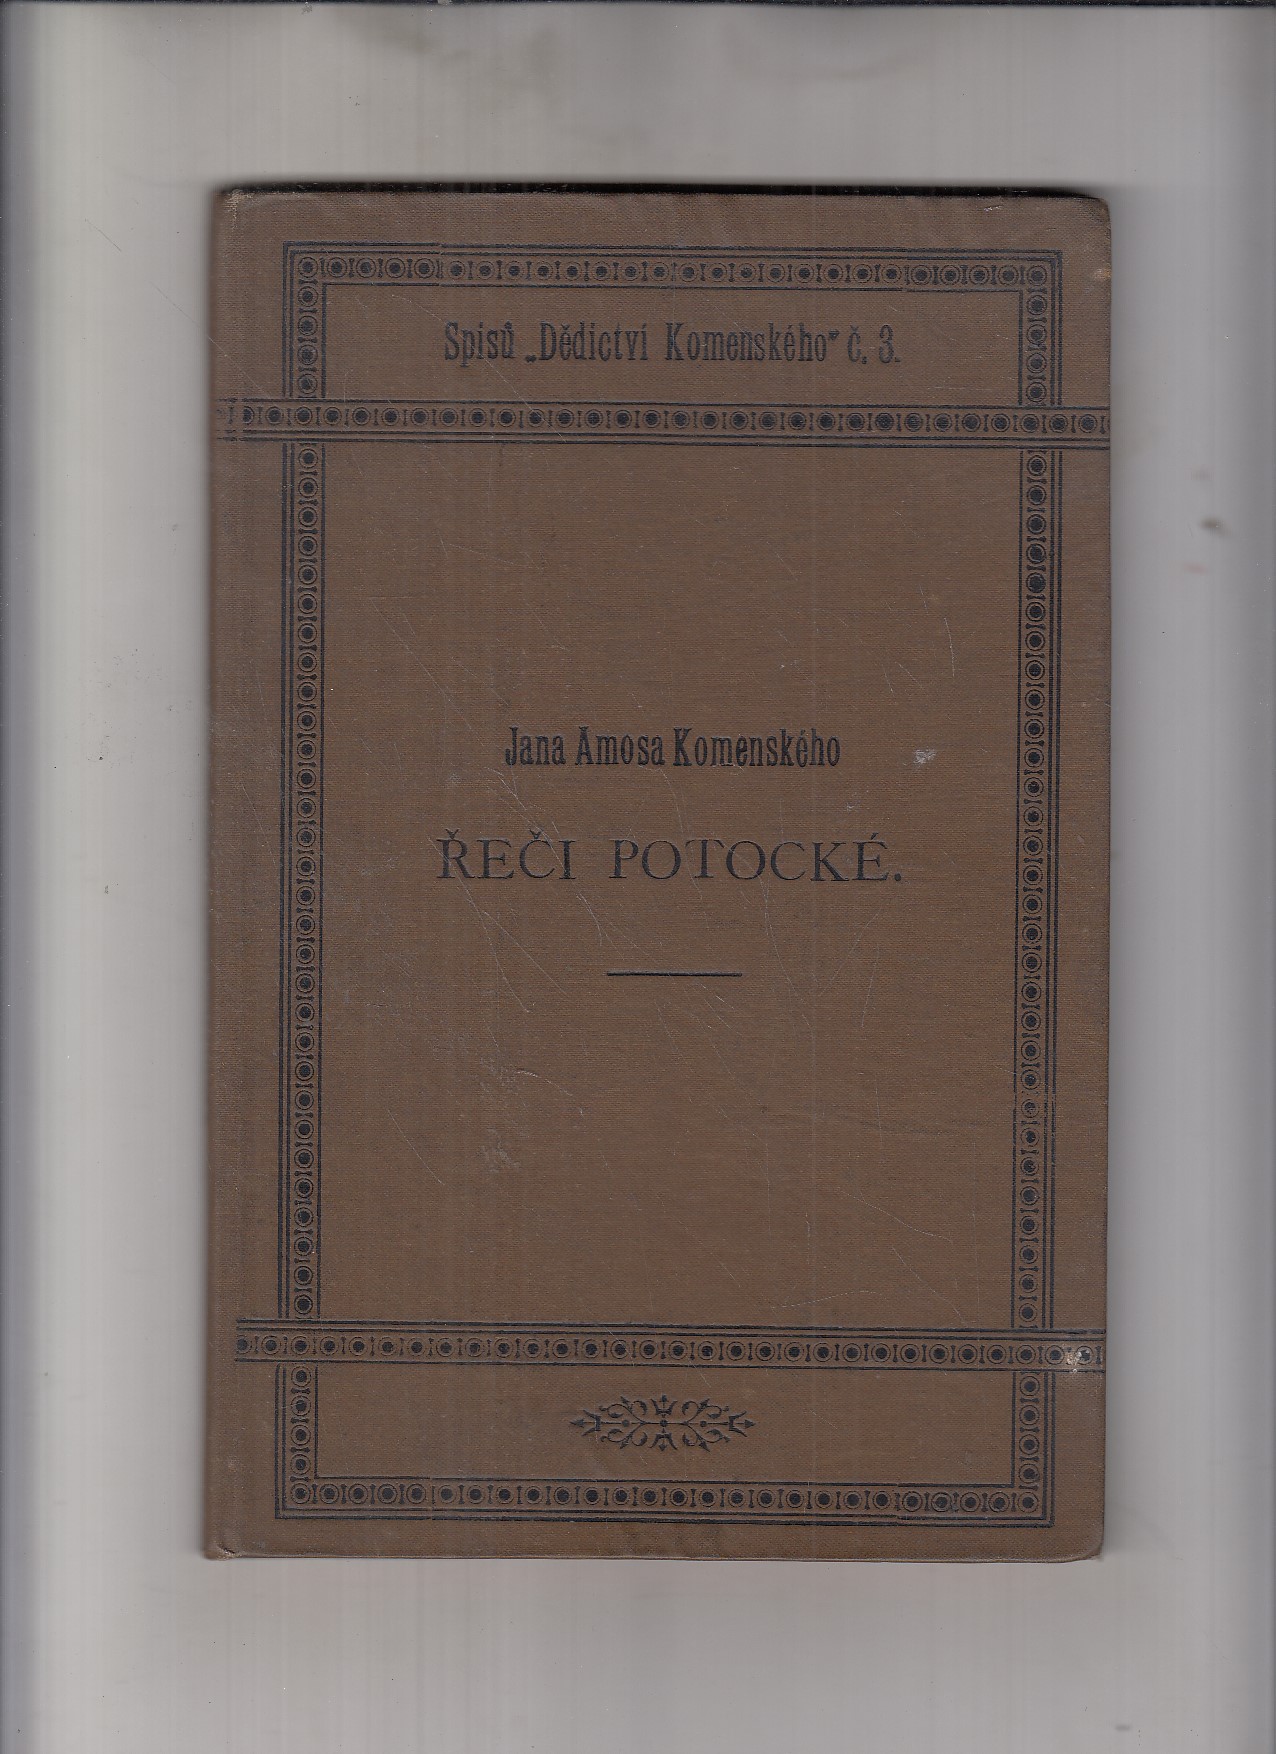 Spisů „Dědictví Komenského" č. 3.
Jana Amosa Komenského
ŘEČI POTOCKÉ.